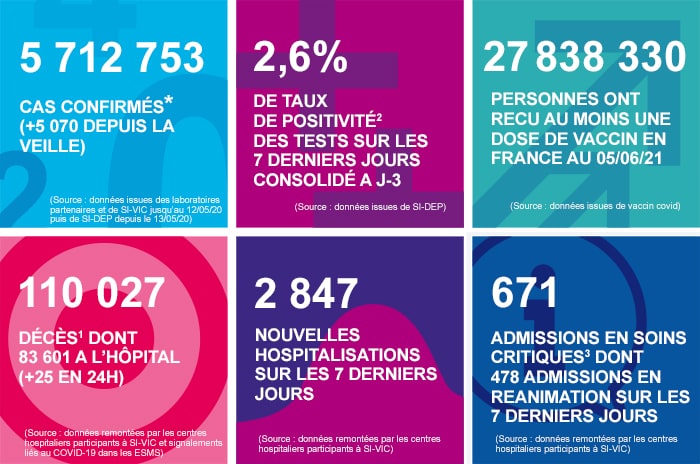 5 712 753
CAS CONFIRMÉS*
(+5 070 DEPUIS LA
VEILLE)
(Source : données issues des laboratoires
partenaires et de SI-VIC jusqu'au 12/05/20
puis de SI-DEP depuis le 13/05/20)
2,6%
DE TAUX
DE POSITIVITÉ²
DES TESTS SUR LES
7 DERNIERS JOURS
CONSOLIDÉ A J-3
(Source : données issues de SI-DEP)
27 838 330
PERSONNES ONT
RECU AU MOINS UNE
DOSE DE VACCIN EN
FRANCE AU 05/06/21
(Source : données issues de vaccin covid)
110 027
DÉCÈS¹ DONT
83 601 A L'HÔPITAL
(+25 EN 24H)
(Source : données remontées par les centres
hospitaliers participants à SI-VIC et signalements
liés au COVID-19 dans les ESMS)
2 847
NOUVELLES
HOSPITALISATIONS
SUR LES 7 DERNIERS
JOURS
(Source : données remontées par les centres
hospitaliers participants à SI-VIC)
671
ADMISSIONS EN SOINS
CRITIQUES³ DONT
478 ADMISSIONS EN
REANIMATION SUR LES
7 DERNIERS JOURS
(Source : données remontées par les centres
hospitaliers participants à SI-VIC)